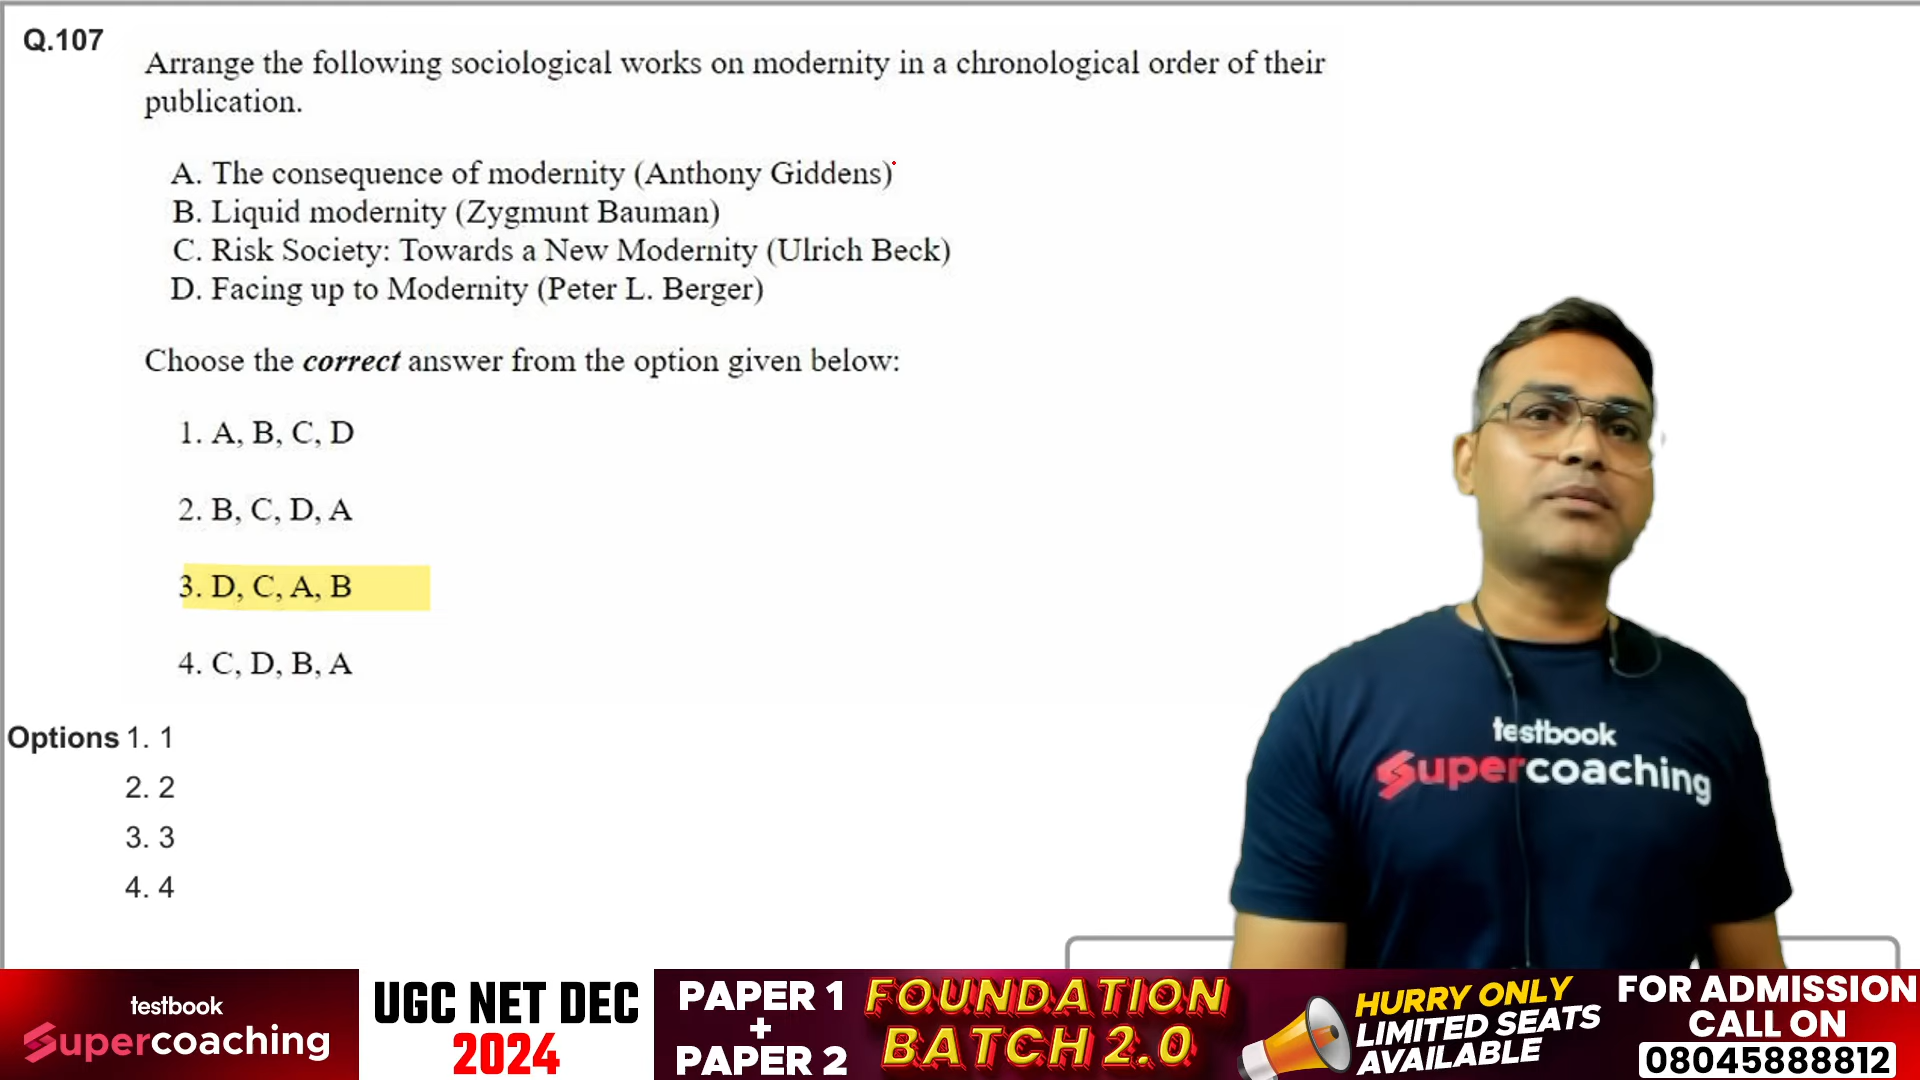 Q.107
Arrange the following sociological works on modernity in a chronological order of their
publication.
A. The consequence of modernity (Anthony Giddens)
B. Liquid modernity (Zygmunt Bauman)
C. Risk Society: Towards a New Modernity (Ulrich Beck)
D. Facing up to Modernity (Peter L. Berger)
Choose the correct answer from the option given below:
1. A, B, C, D
2. B, C, D, A
3. D, C, A, B
4. C, D, B, A
Options 1. 1
2. 2
3. 3
4. 4
testbook
Supercoaching
testbook
Supercoaching
UGC NET DEC
2024
PAPER 1
+
PAPER 2
FOUNDATION
BATCH 2.0
HURRY ONLY
LIMITED SEATS
AVAILABLE
FOR ADMISSION
CALL ON
08045888812